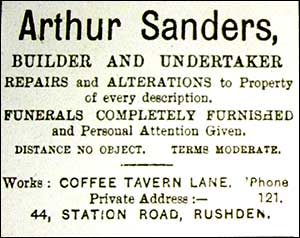 Arthur Sanders,
BUILDER AND UNDERTAKER
REPAIRS and ALTERATIONS to Property
of every description.
FUNERALS COMPLETELY FURNISHED
and Personal Attention Given.
DISTANCE NO OBJECT. TERMS MODERATE.
Works : COFFEE TAVERN LANE. 'Phone
Private Address :— 121.
44, STATION ROAD, RUSHDEN.